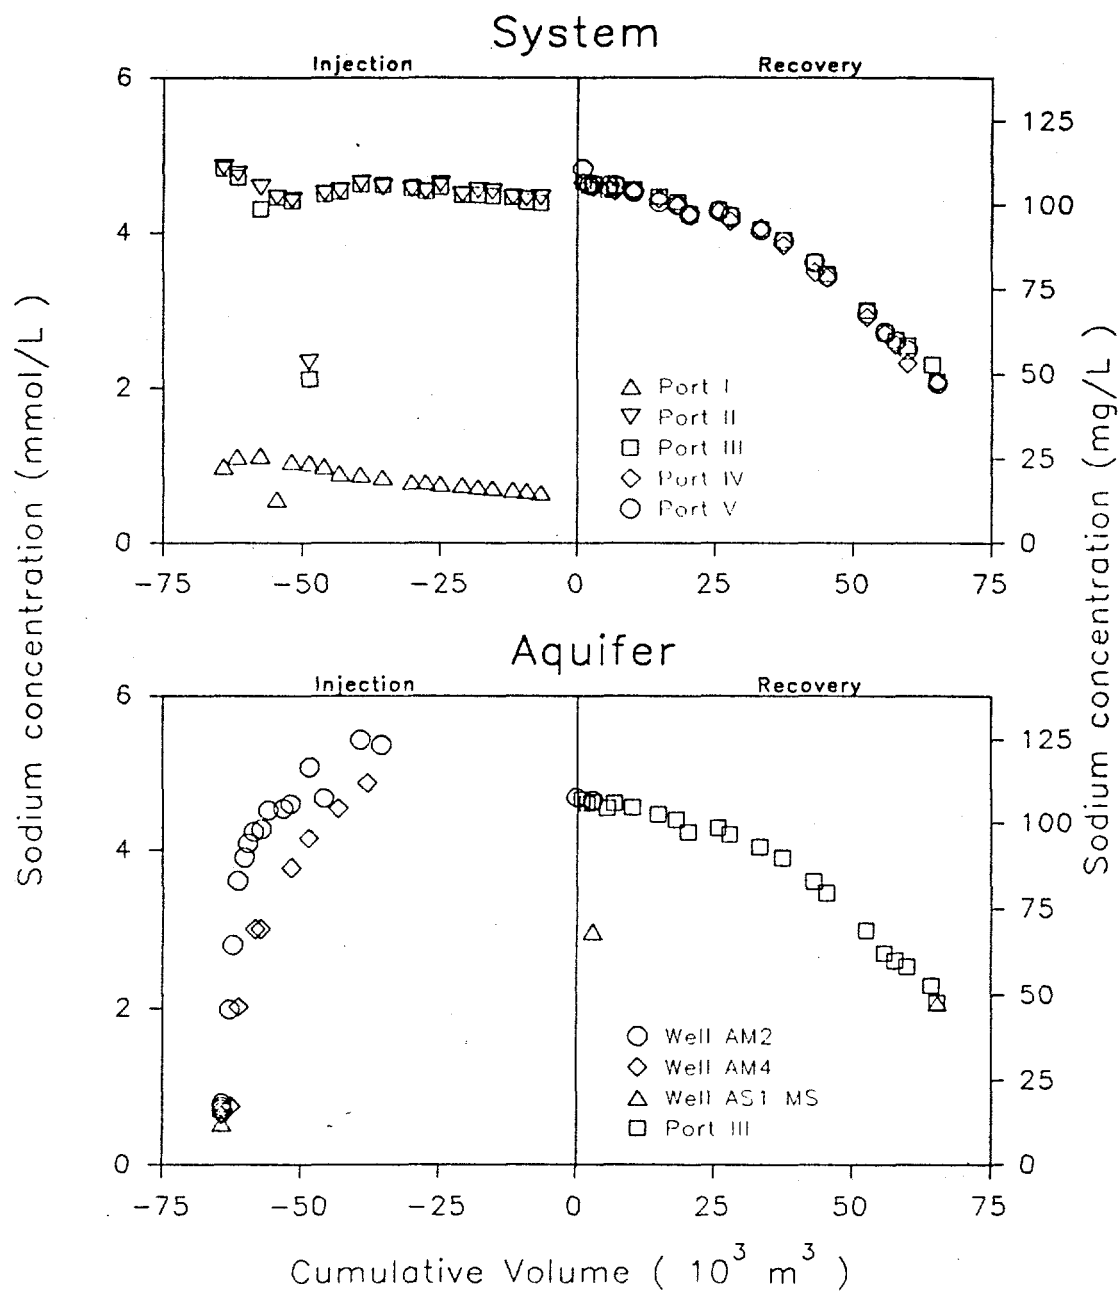 System
Injection Recovery
6
4
2
0
125
100
75
50
25
0
Port I
Port II
Port III
Port IV
Port V
−75 −50 −25 0 25 50 75
Sodium concentration (mmol/L )
Sodium concentration (mg/L )
Aquifer
Injection Recovery
6
4
2
0
125
100
75
50
25
0
Well AM2
Well AM4
Well AS1 MS
Port III
−75 −50 −25 0 25 50 75
Cumulative Volume ( 10³ m³ )